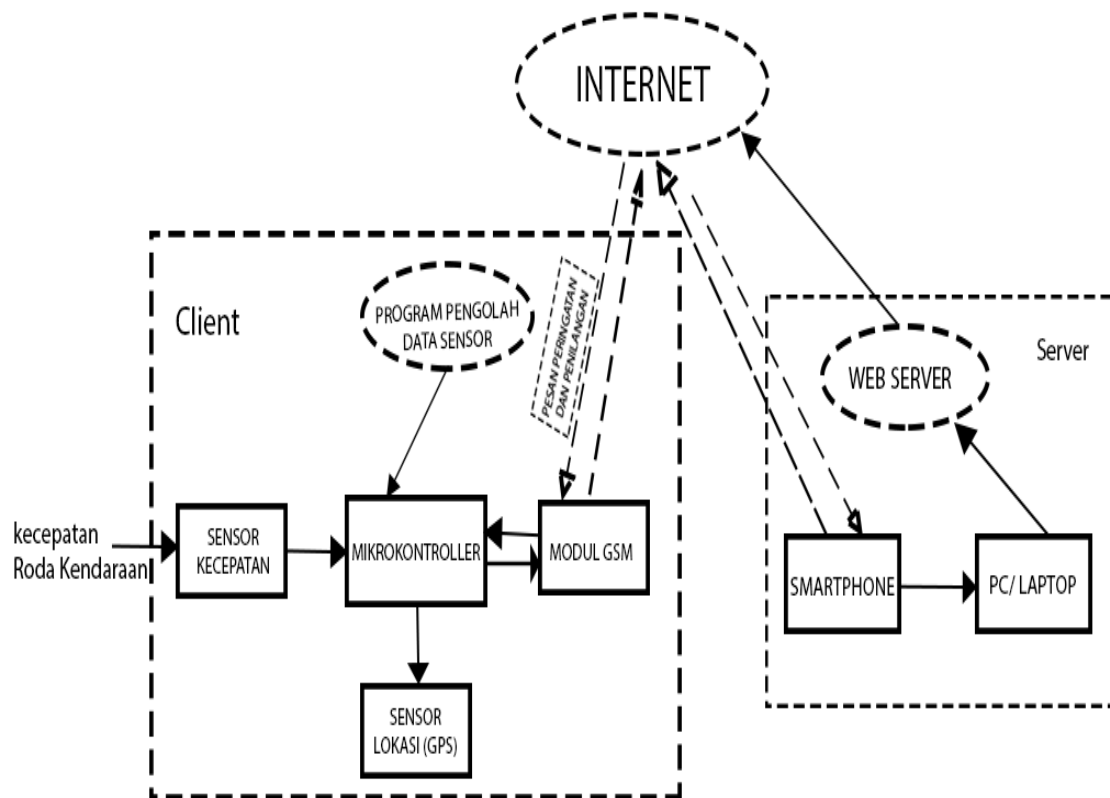 INTERNET
Client
PROGRAM PENGOLAH
DATA SENSOR
PESAN PERINGATAN
DAN PENILANGAN
Server
WEB SERVER
kecepatan
Roda Kendaraan
SENSOR
KECEPATAN
MIKROKONTROLLER
MODUL GSM
SMARTPHONE
PC/ LAPTOP
SENSOR
LOKASI (GPS)